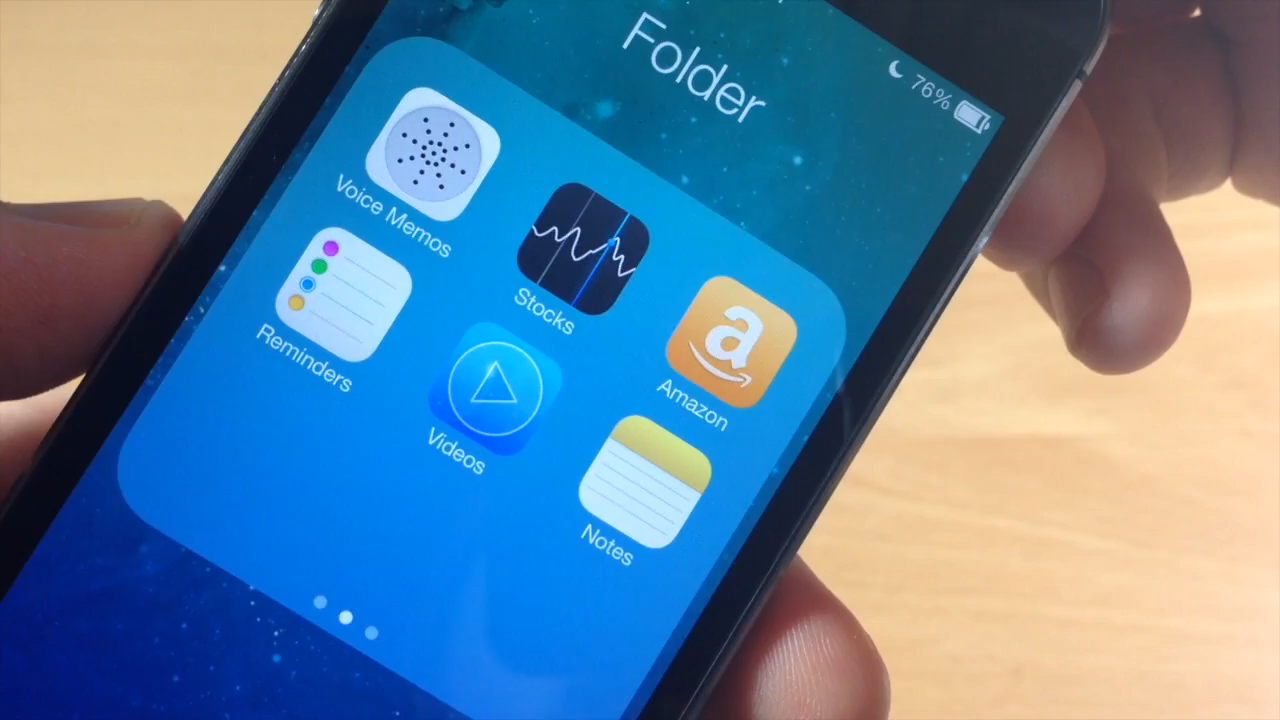 76%
Folder
Voice Memos
Stocks
a
Amazon
Reminders
Videos
Notes